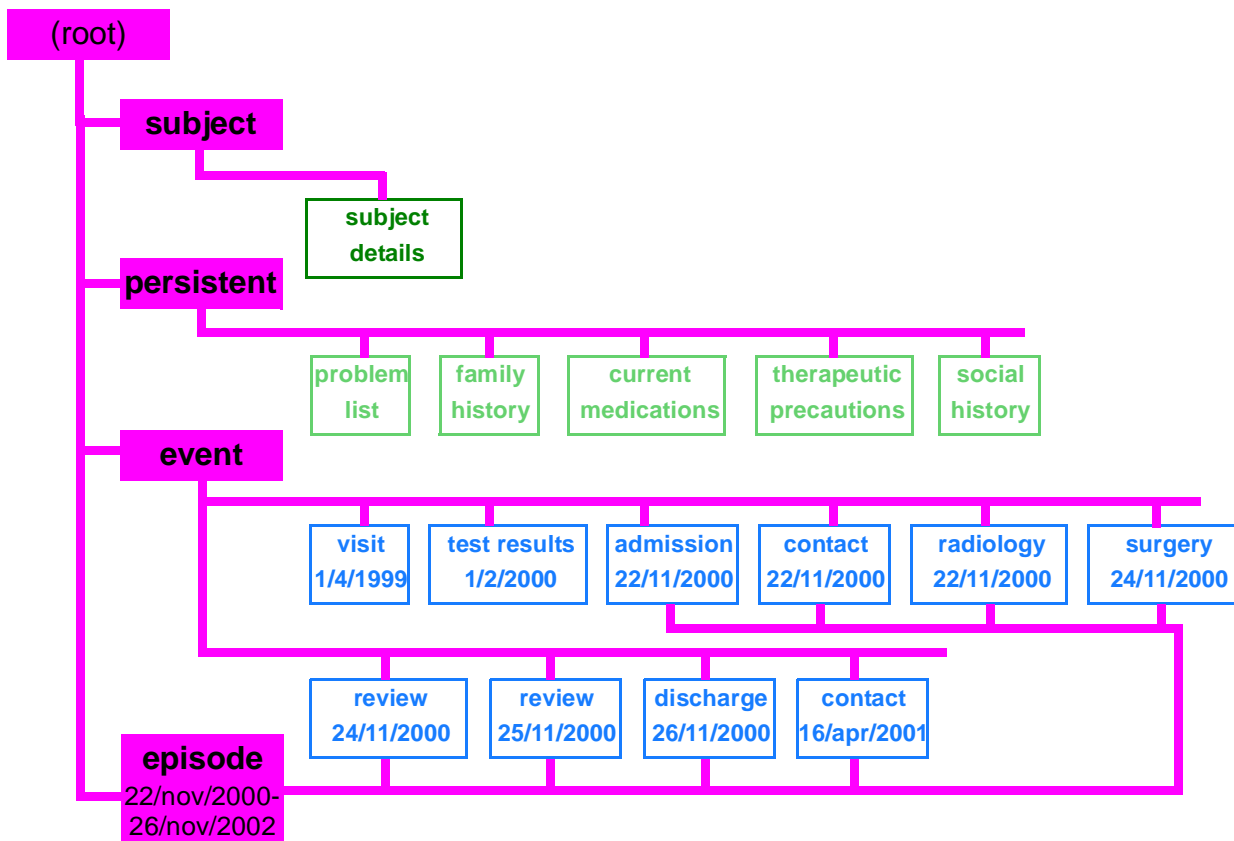 (root)
subject
subject
details
persistent
problem
list
family
history
current
medications
therapeutic
precautions
social
history
event
visit
1/4/1999
test results
1/2/2000
admission
22/11/2000
contact
22/11/2000
radiology
22/11/2000
surgery
24/11/2000
review
24/11/2000
review
25/11/2000
discharge
26/11/2000
contact
16/apr/2001
episode
22/nov/2000-
26/nov/2002